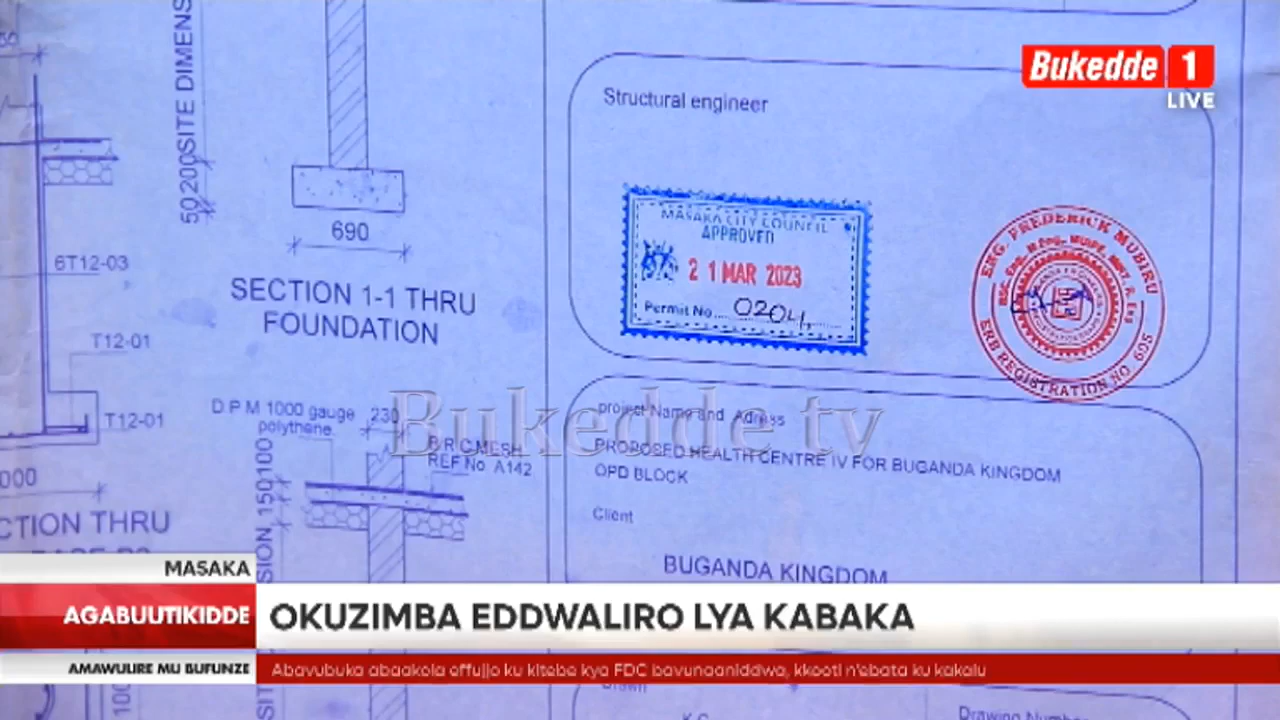 Bukedde 1
LIVE
SITE DIMENS
50200
690
SECTION 1-1 THRU
FOUNDATION
6T12-03
T12-01
T12-01
D P M 1000 gauge
polythene
230
B R C MESH
REF No A142
150100
000
CTION THRU
SION
Structural engineer
MASAKA CITY COUNCIL
APPROVED
2 1 MAR 2023
Permit No.... 0204
ENG. FREDERICK MUBIRU
ERB REGISTRATION NO 605
project Name and Adress
PROPOSED HEALTH CENTRE IV FOR BUGANDA KINGDOM
OPD BLOCK
Client
BUGANDA KINGDOM
Bukedde tv
MASAKA
AGABUUTIKIDDE
OKUZIMBA EDDWALIRO LYA KABAKA
AMAWULIRE MU BUFUNZE
Abavubuka abaakola effujjo ku kitebe kya FDC bavunaaniddwa, kkooti n'ebata ku kakalu
100
SIT
Drawn
K.C
Drawing Number